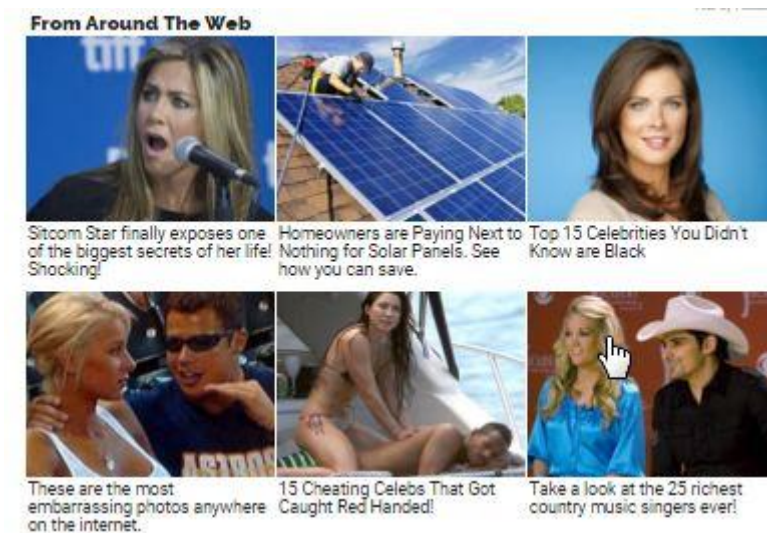 From Around The Web
tiff
Sitcom Star finally exposes one
of the biggest secrets of her life!
Shocking!
Homeowners are Paying Next to
Nothing for Solar Panels. See
how you can save.
Top 15 Celebrities You Didn't
Know are Black
ASTROS
These are the most
embarrassing photos anywhere
on the internet.
15 Cheating Celebs That Got
Caught Red Handed!
Take a look at the 25 richest
country music singers ever!